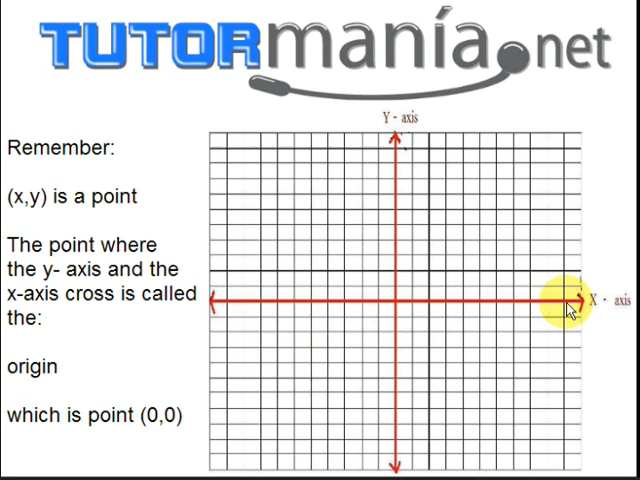 TUTORmanía.net
Y - axis
Remember:
(x,y) is a point
The point where
the y- axis and the
x-axis cross is called
the:
origin
which is point (0,0)
X - axis